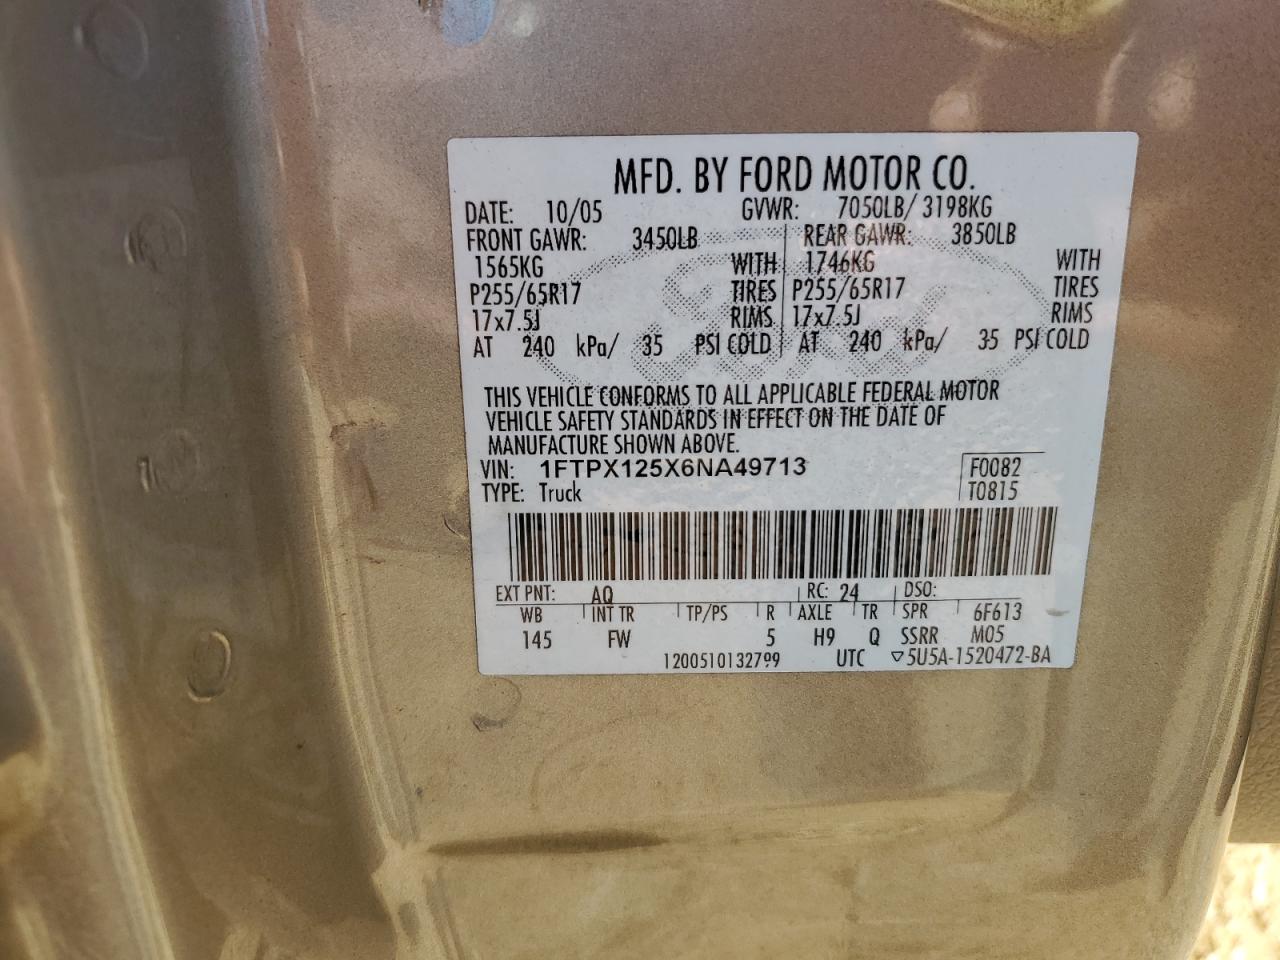 MFD. BY FORD MOTOR CO.
DATE: 10/05 GVWR: 7050LB/ 3198KG
FRONT GAWR: 3450LB REAR GAWR: 3850LB
1565KG WITH 1746KG WITH
P255/65R17 TIRES P255/65R17 TIRES
17x7.5J RIMS 17x7.5J RIMS
AT 240 kPa/ 35 PSI COLD AT 240 kPa/ 35 PSI COLD
THIS VEHICLE CONFORMS TO ALL APPLICABLE FEDERAL MOTOR
VEHICLE SAFETY STANDARDS IN EFFECT ON THE DATE OF
MANUFACTURE SHOWN ABOVE.
VIN: 1FTPX125X6NA49713 F0082
TYPE: Truck T0815
EXT PNT: AQ RC: 24 DSO:
WB INT TR TP/PS R AXLE TR SPR 6F613
145 FW 5 H9 Q SSRR M05
1200510132799 UTC ▽5U5A-1520472-BA